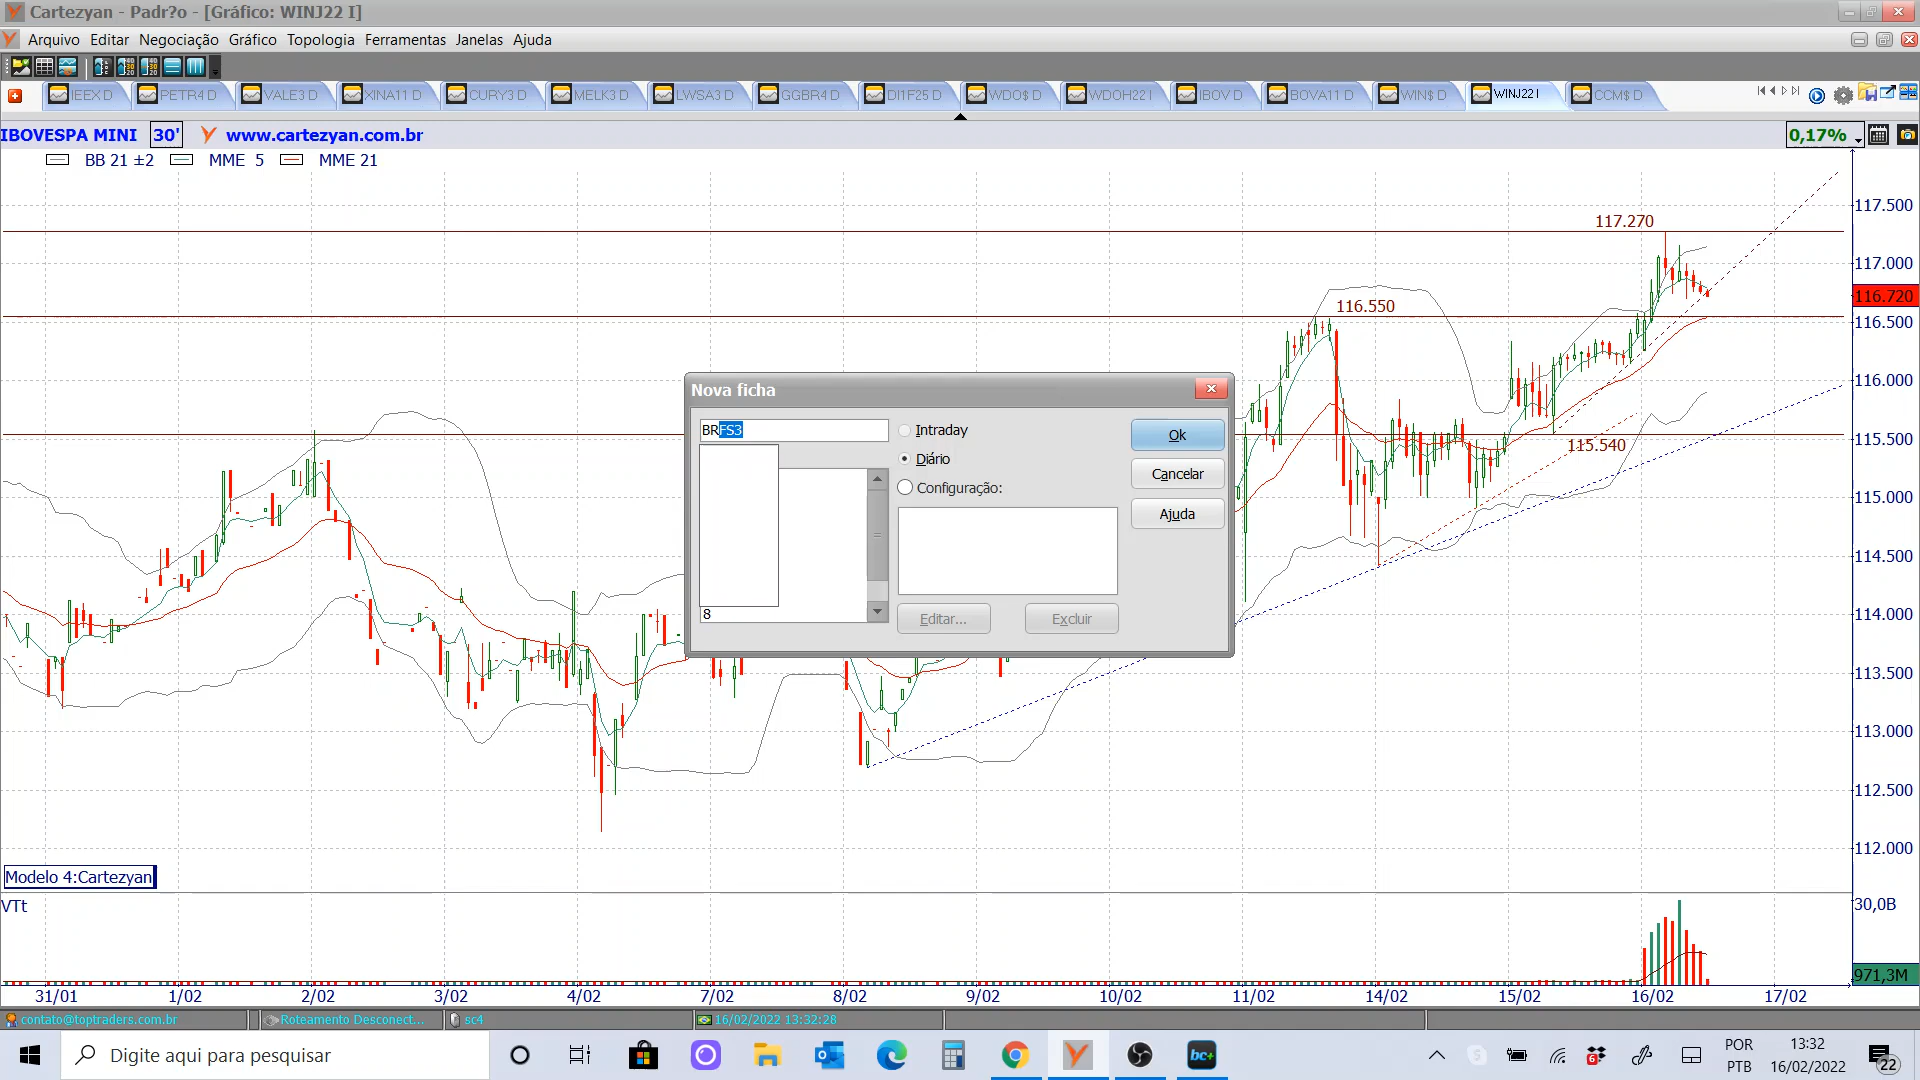 Cartezyan - Padr?o - [Gráfico: WINJ22 I]
Arquivo Editar Negociação Gráfico Topologia Ferramentas Janelas Ajuda
IEEX D PETR4 D VALE3 D XINA11 D CURY3 D MELK3 D LWSA3 D GGBR4 D DI1F25 D WDO$ D WDOH22 I IBOV D BOVA11 D WIN$ D WINJ22 I CCM$ D
IBOVESPA MINI 30' www.cartezyan.com.br 0,17%
BB 21 ±2 MME 5 MME 21
117.500
117.270
117.000
116.720
116.550
116.500
116.000
115.500
115.540
115.000
114.500
114.000
113.500
113.000
112.500
112.000
Nova ficha
BRFS3
Intraday
Diário
Configuração:
8
Ok
Cancelar
Ajuda
Editar...
Excluir
Modelo 4:Cartezyan
VTt
30,0B
971,3M
31/01 1/02 2/02 3/02 4/02 7/02 8/02 9/02 10/02 11/02 14/02 15/02 16/02 17/02
contato@toptraders.com.br Roteamento Desconect... sc4 16/02/2022 13:32:28
Digite aqui para pesquisar
bc+
6
POR
PTB
13:32
16/02/2022
22